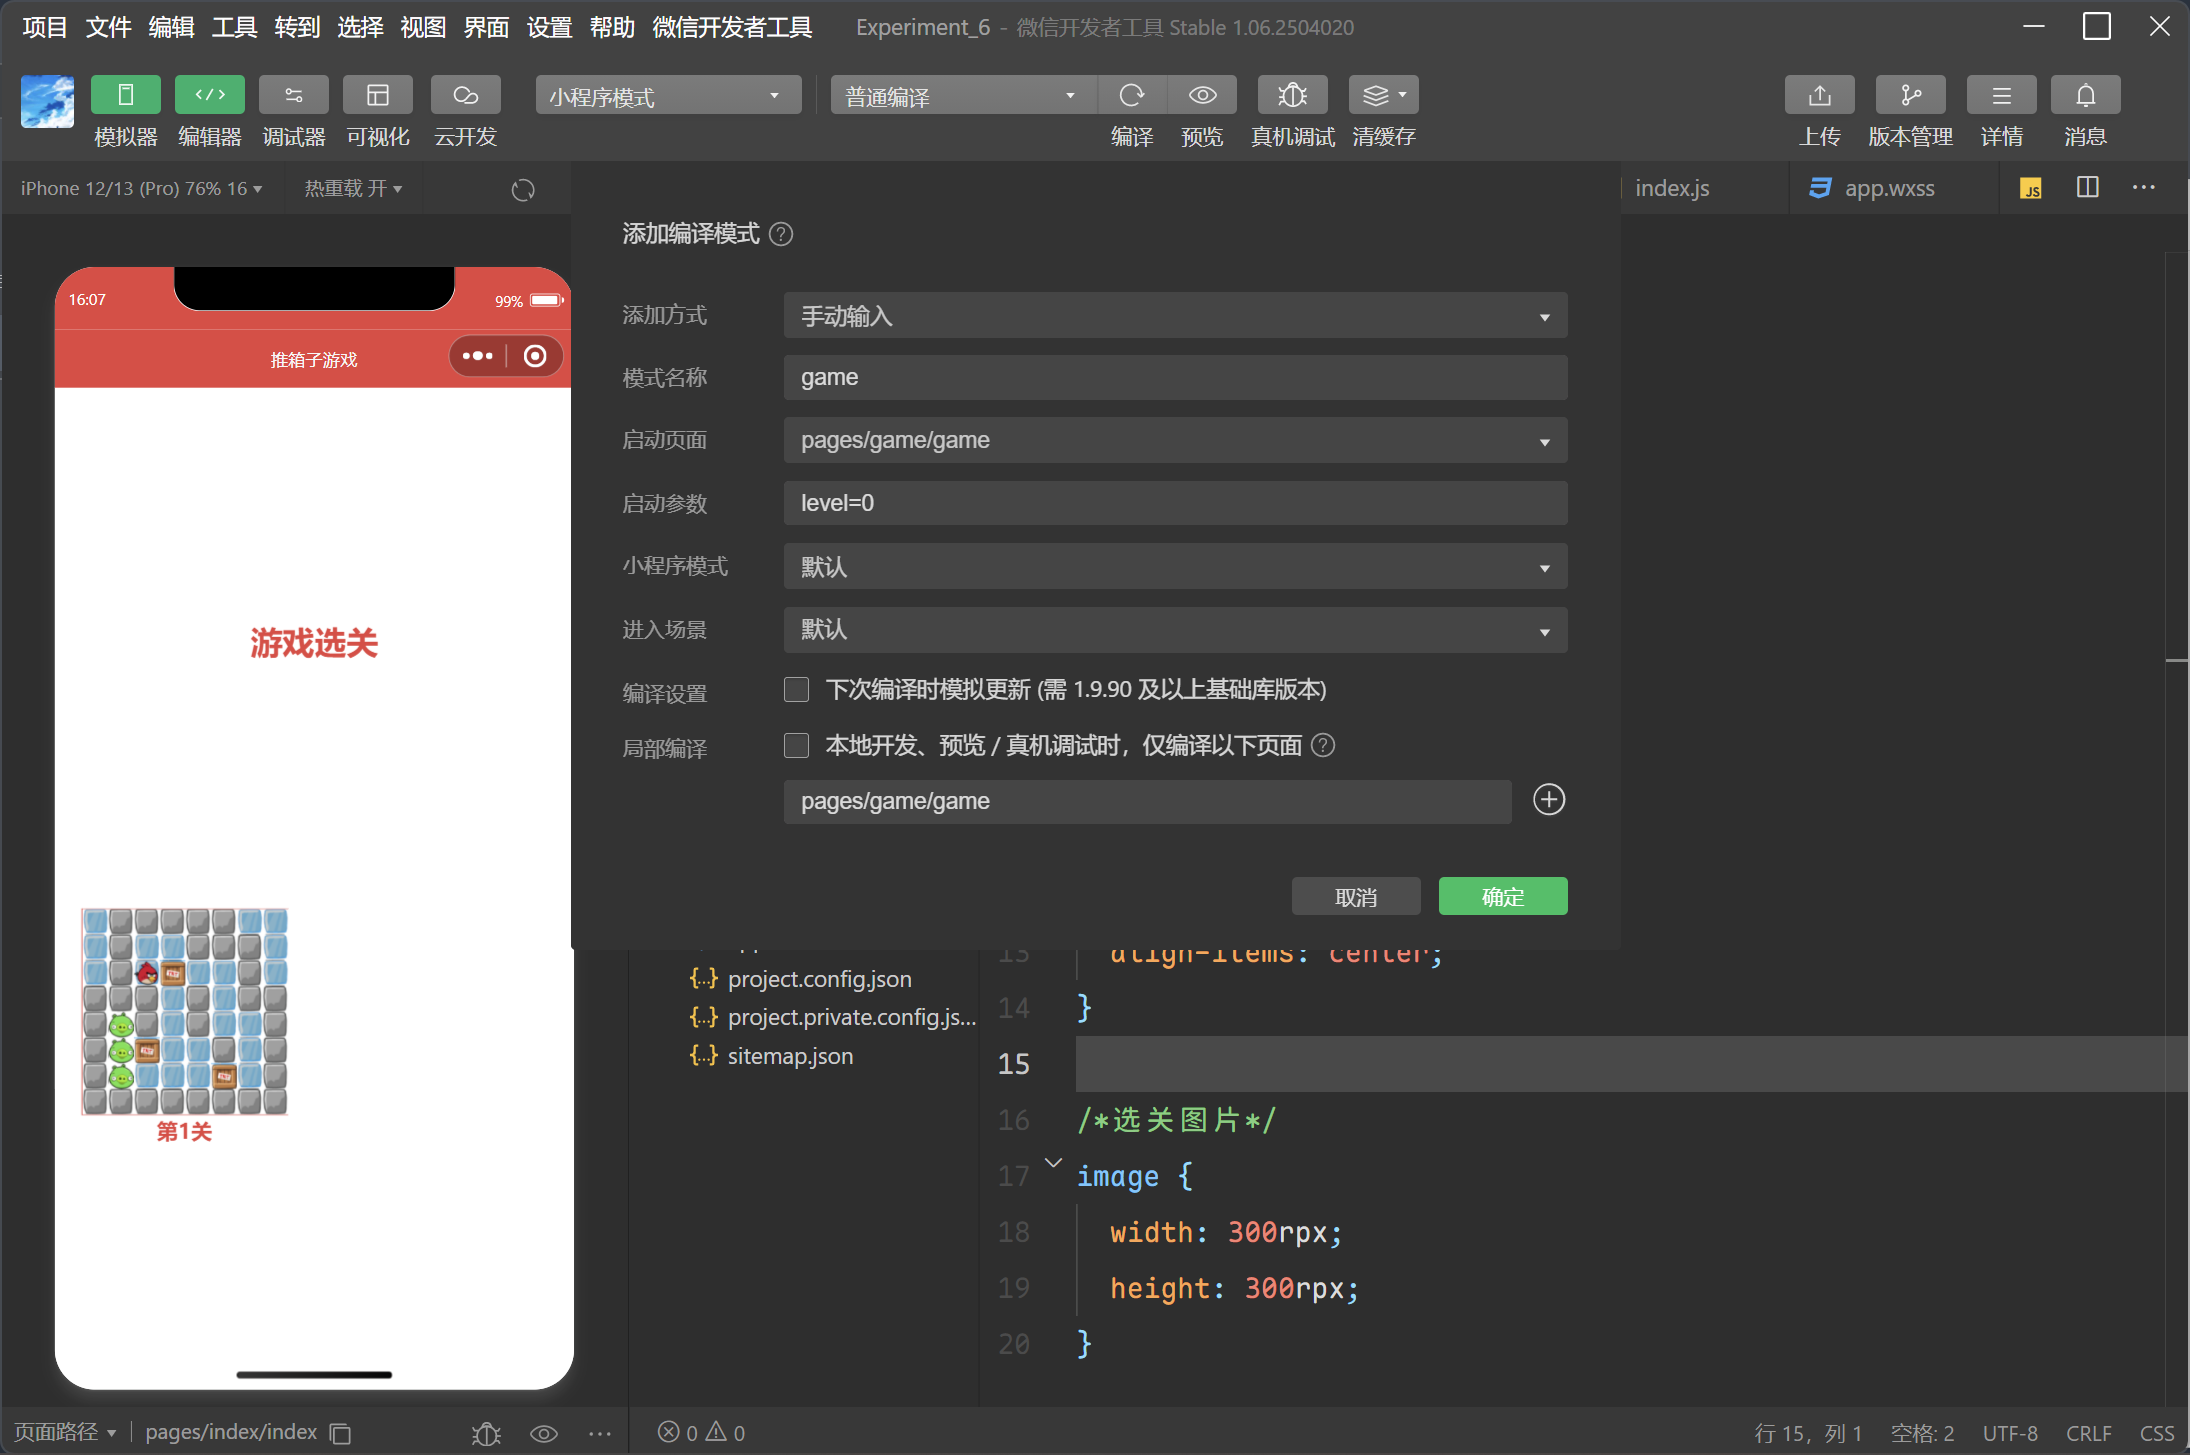 项目 文件 编辑 工具 转到 选择 视图 界面 设置 帮助 微信开发者工具 Experiment_6 - 微信开发者工具 Stable 1.06.2504020
小程序模式 普通编译
模拟器 编辑器 调试器 可视化 云开发 编译 预览 真机调试 清缓存 上传 版本管理 详情 消息
iPhone 12/13 (Pro) 76% 16 热重载 开 index.js app.wxss JS ...
16:07 99%
推箱子游戏
游戏选关
第1关
添加编译模式 ?
添加方式 手动输入
模式名称 game
启动页面 pages/game/game
启动参数 level=0
小程序模式 默认
进入场景 默认
编译设置 下次编译时模拟更新 (需 1.9.90 及以上基础库版本)
局部编译 本地开发、预览 / 真机调试时，仅编译以下页面 ?
pages/game/game
取消 确定
{..} project.config.json
{..} project.private.config.js...
{..} sitemap.json
13 align-items: center;
14 }
15
16 /*选关图片*/
17 image {
18 width: 300rpx;
19 height: 300rpx;
20 }
页面路径 pages/index/index ... 0 0 行 15，列 1 空格: 2 UTF-8 CRLF CSS